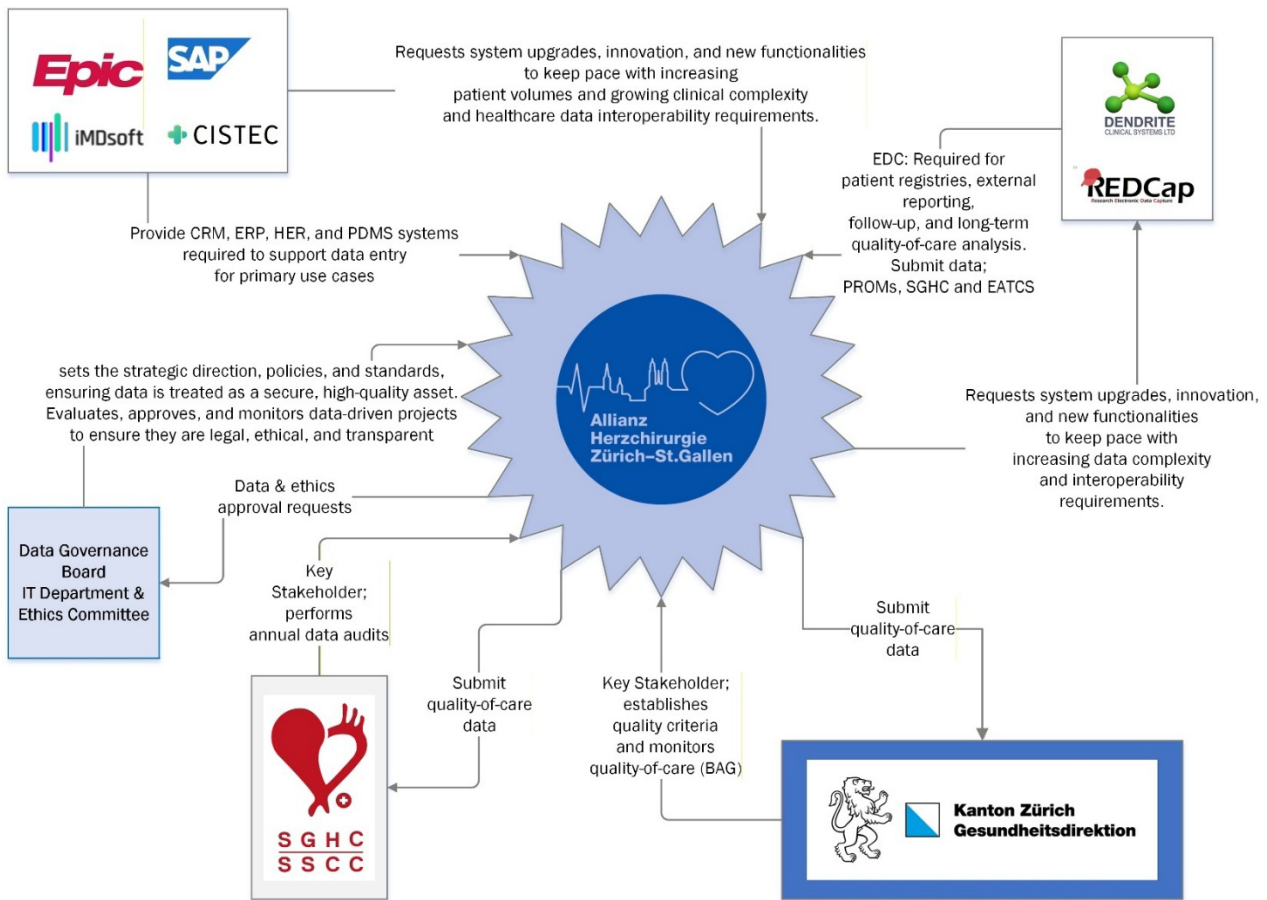 Epic
SAP
iMDsoft
CISTEC
Requests system upgrades, innovation, and new functionalities
to keep pace with increasing
patient volumes and growing clinical complexity
and healthcare data interoperability requirements.
DENDRITE
CLINICAL SYSTEMS LTD
REDCap
Research Electronic Data Capture
EDC: Required for
patient registries, external
reporting,
follow-up, and long-term
quality-of-care analysis.
Submit data;
PROMs, SGHC and EATCS
Provide CRM, ERP, HER, and PDMS systems
required to support data entry
for primary use cases
sets the strategic direction, policies, and standards,
ensuring data is treated as a secure, high-quality asset.
Evaluates, approves, and monitors data-driven projects
to ensure they are legal, ethical, and transparent
Allianz
Herzchirurgie
Zürich–St.Gallen
Requests system upgrades, innovation,
and new functionalities
to keep pace with
increasing data complexity
and interoperability
requirements.
Data & ethics
approval requests
Data Governance
Board
IT Department &
Ethics Committee
Key
Stakeholder;
performs
annual data audits
Submit
quality-of-care
data
Key Stakeholder;
establishes
quality criteria
and monitors
quality-of-care (BAG)
Submit
quality-of-care
data
SGHC
SSCC
Kanton Zürich
Gesundheitsdirektion